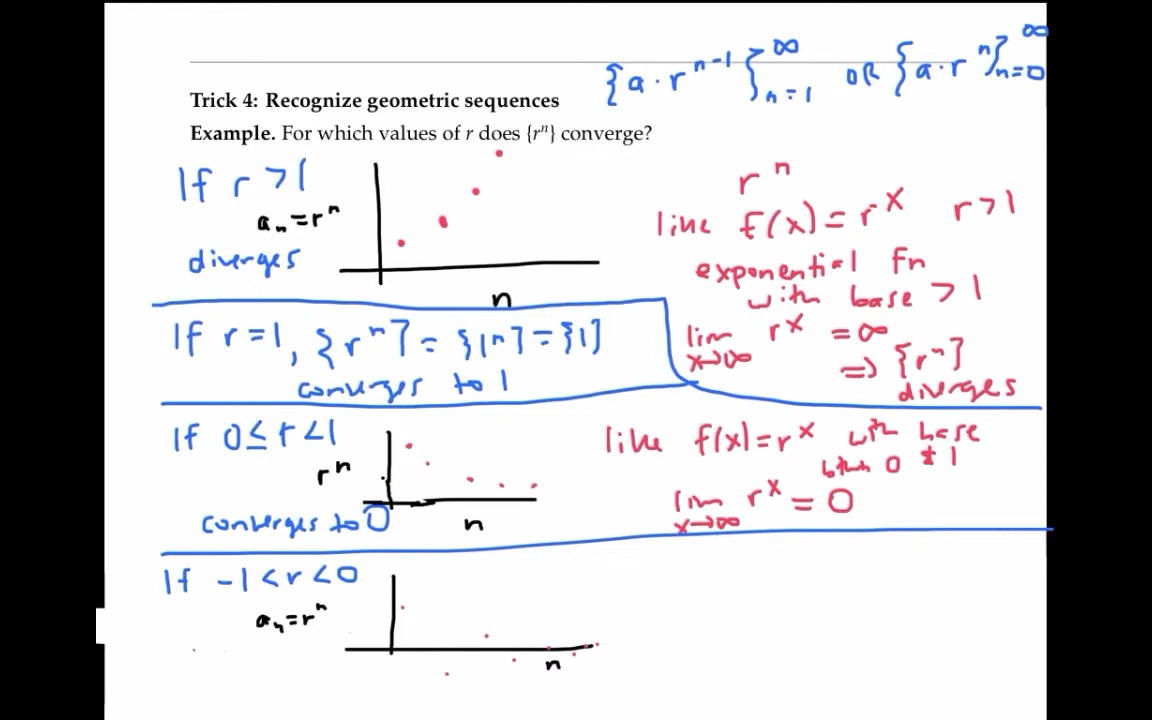 {a · r^{n-1}}_{n=1}^∞ OR {a · r^n}_{n=0}^∞
Trick 4: Recognize geometric sequences
Example. For which values of r does {r^n} converge?
If r > 1
a_n = r^n
diverges
n
r^n
like f(x) = r^x r > 1
exponential fn
with base > 1
lim_{x→∞} r^x = ∞
⇒ {r^n}
diverges
If r = 1, {r^n} = {1^n} = {1}
converges to 1
If 0 ≤ r < 1
r^n
converges to 0
n
like f(x) = r^x with base
btwn 0 & 1
lim_{x→∞} r^x = 0
If -1 < r < 0
a_n = r^n
n